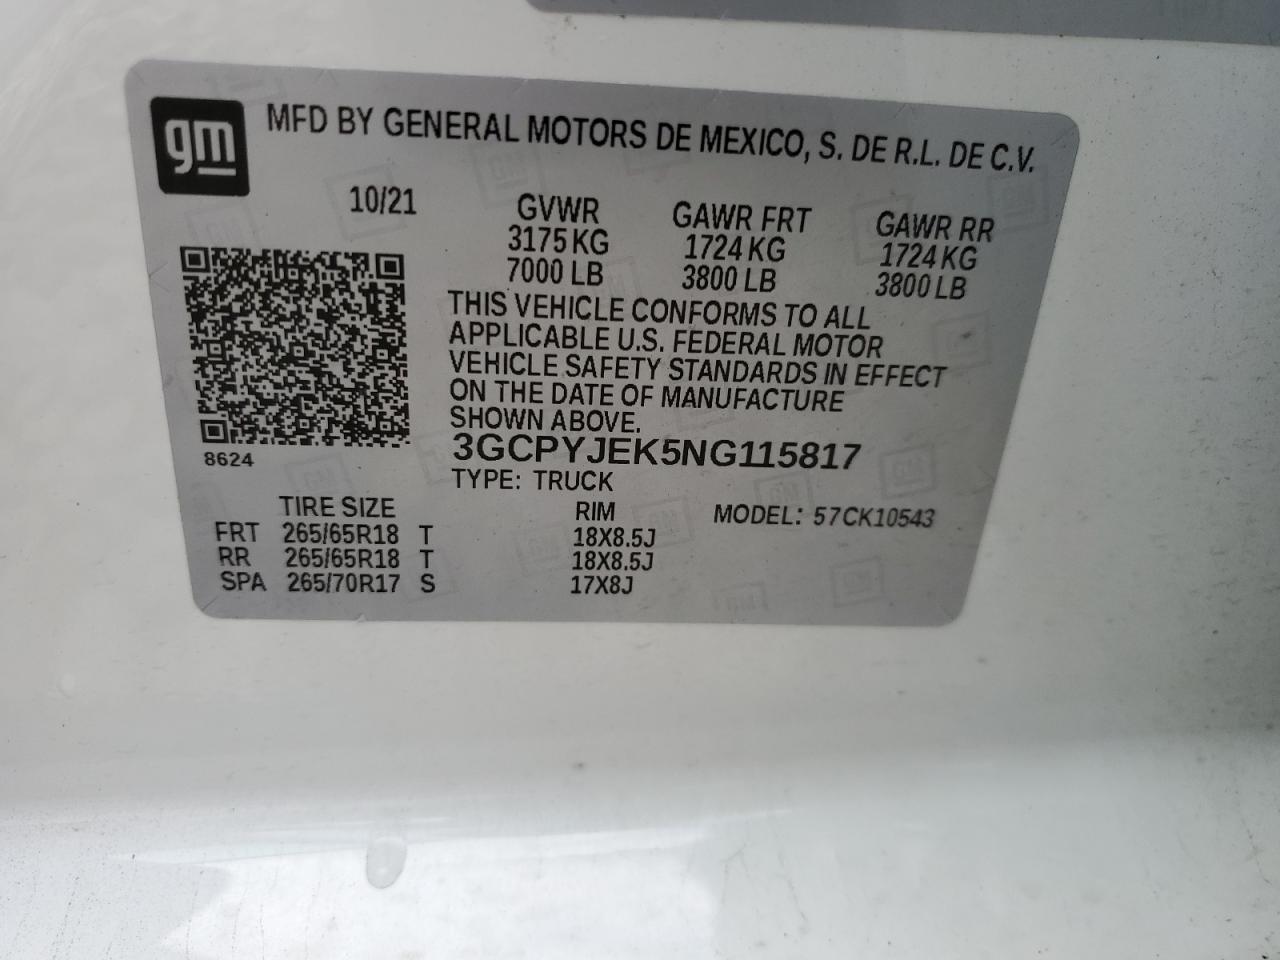 gm MFD BY GENERAL MOTORS DE MEXICO, S. DE R.L. DE C.V.
10/21 GVWR GAWR FRT GAWR RR
3175 KG 1724 KG 1724 KG
7000 LB 3800 LB 3800 LB
THIS VEHICLE CONFORMS TO ALL
APPLICABLE U.S. FEDERAL MOTOR
VEHICLE SAFETY STANDARDS IN EFFECT
ON THE DATE OF MANUFACTURE
SHOWN ABOVE.
3GCPYJEK5NG115817
8624
TYPE: TRUCK
TIRE SIZE RIM MODEL: 57CK10543
FRT 265/65R18 T 18X8.5J
RR 265/65R18 T 18X8.5J
SPA 265/70R17 S 17X8J